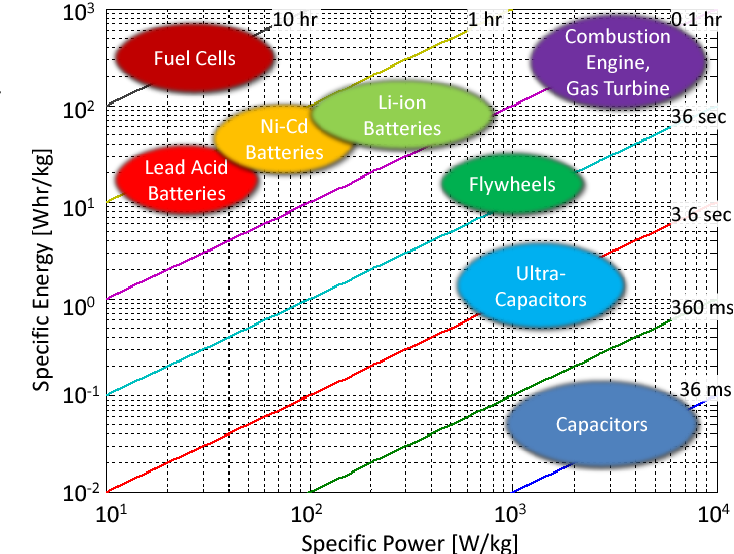 10³
10 hr
1 hr
0.1 hr
Fuel Cells
Combustion
Engine,
Gas Turbine
10²
Li-ion
Batteries
36 sec
Ni-Cd
Batteries
Lead Acid
Batteries
Flywheels
10¹
3.6 sec
Ultra-
Capacitors
10⁰
360 ms
10⁻¹
36 ms
Capacitors
10⁻²
10¹
10²
10³
10⁴
Specific Energy [Whr/kg]
Specific Power [W/kg]